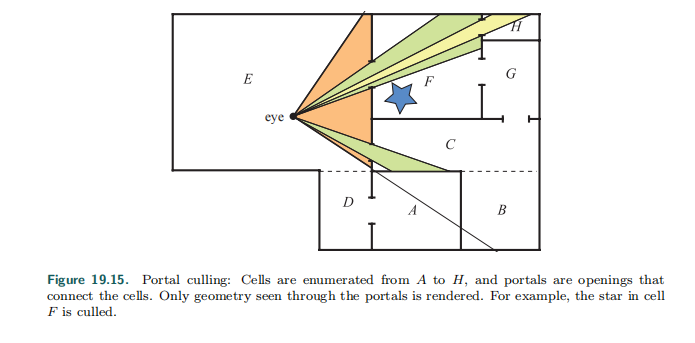 H
E
F
G
eye
C
D
A
B
Figure 19.15. Portal culling: Cells are enumerated from A to H, and portals are openings that
connect the cells. Only geometry seen through the portals is rendered. For example, the star in cell
F is culled.